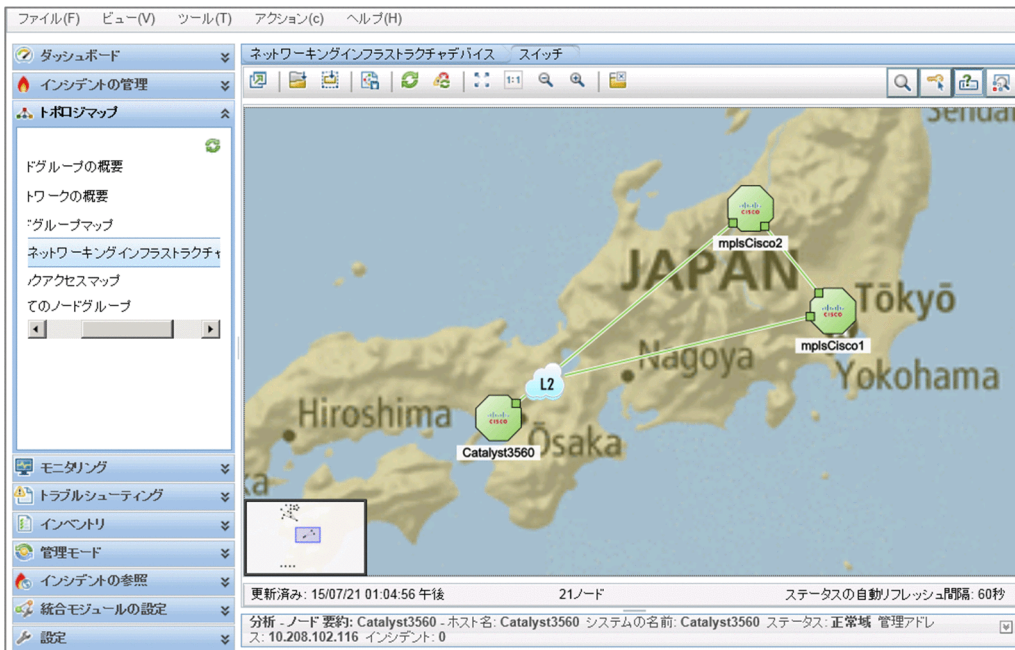 ファイル(F) ビュー(V) ツール(T) アクション(c) ヘルプ(H)
ダッシュボード
インシデントの管理
トポロジマップ
ドグループの概要
トワークの概要
グループマップ
ネットワーキングインフラストラクチャ
クアクセスマップ
てのノードグループ
モニタリング
トラブルシューティング
インベントリ
管理モード
インシデントの参照
統合モジュールの設定
設定
ネットワーキングインフラストラクチャデバイス スイッチ
1:1
Sendai
CISCO
mplsCisco2
JAPAN
CISCO
mplsCisco1
Tōkyō
Nagoya
Yokohama
L2
Hiroshima
CISCO
Catalyst3560
Ōsaka
ka
更新済み: 15/07/21 01:04:56 午後 21ノード ステータスの自動リフレッシュ間隔: 60秒
分析 - ノード 要約: Catalyst3560 - ホスト名: Catalyst3560 システムの名前: Catalyst3560 ステータス: 正常域 管理アドレ
ス: 10.208.102.116 インシデント: 0